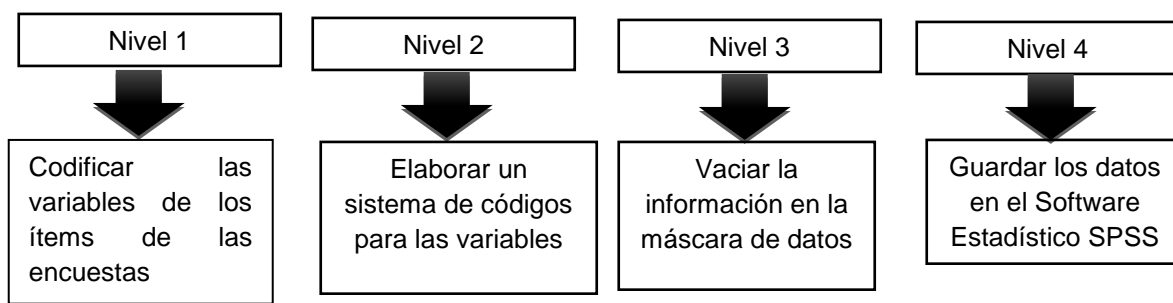 Nivel 1
Nivel 2
Nivel 3
Nivel 4
Codificar las
variables de los
ítems de las
encuestas
Elaborar un
sistema de códigos
para las variables
Vaciar la
información en la
máscara de datos
Guardar los datos
en el Software
Estadístico SPSS